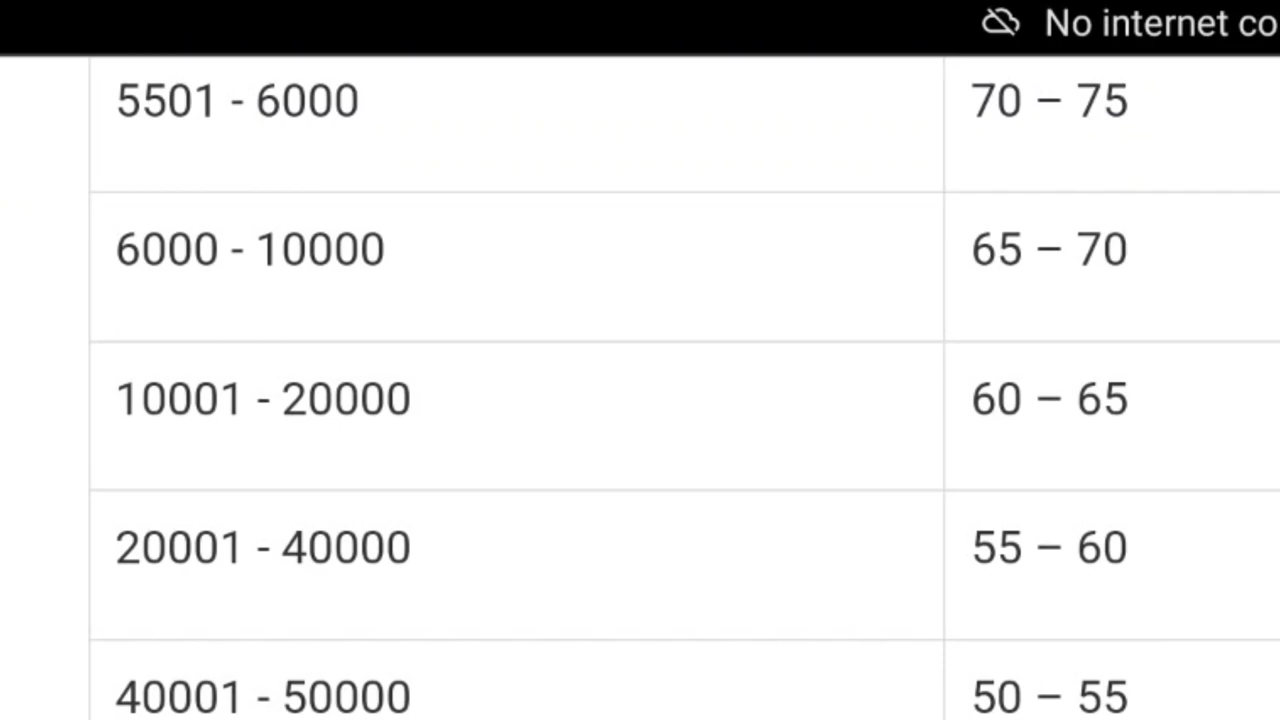 No internet co
5501 - 6000 70 – 75
6000 - 10000 65 – 70
10001 - 20000 60 – 65
20001 - 40000 55 – 60
40001 - 50000 50 – 55